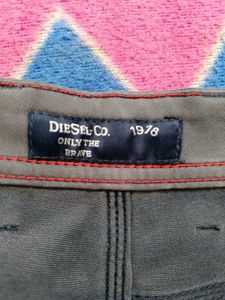 DIESEL-CO. 1978
ONLY THE
BRAVE